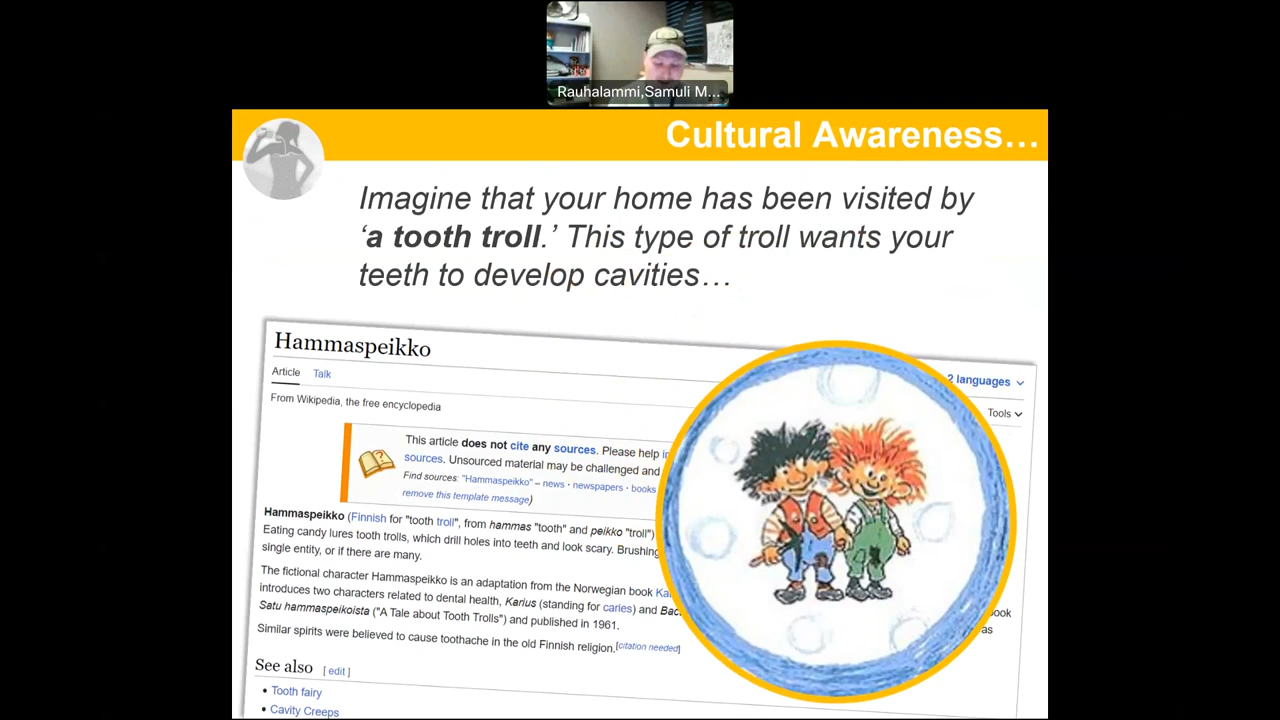 Rauhalammi,Samuli M...
Cultural Awareness…
Imagine that your home has been visited by
‘a tooth troll.’ This type of troll wants your
teeth to develop cavities…
Hammaspeikko
2 languages
Article Talk
Tools
From Wikipedia, the free encyclopedia
This article does not cite any sources. Please help
sources. Unsourced material may be challenged and
Find sources: "Hammaspeikko" – news · newspapers · books
remove this template message)
Hammaspeikko (Finnish for "tooth troll", from hammas "tooth" and peikko "troll")
Eating candy lures tooth trolls, which drill holes into teeth and look scary. Brushing
single entity, or if there are many.
The fictional character Hammaspeikko is an adaptation from the Norwegian book
introduces two characters related to dental health, Karius (standing for caries) and
Satu hammaspeikoista ("A Tale about Tooth Trolls") and published in 1961.
as
Similar spirits were believed to cause toothache in the old Finnish religion.[citation needed]
See also [ edit ]
• Tooth fairy
• Cavity Creeps